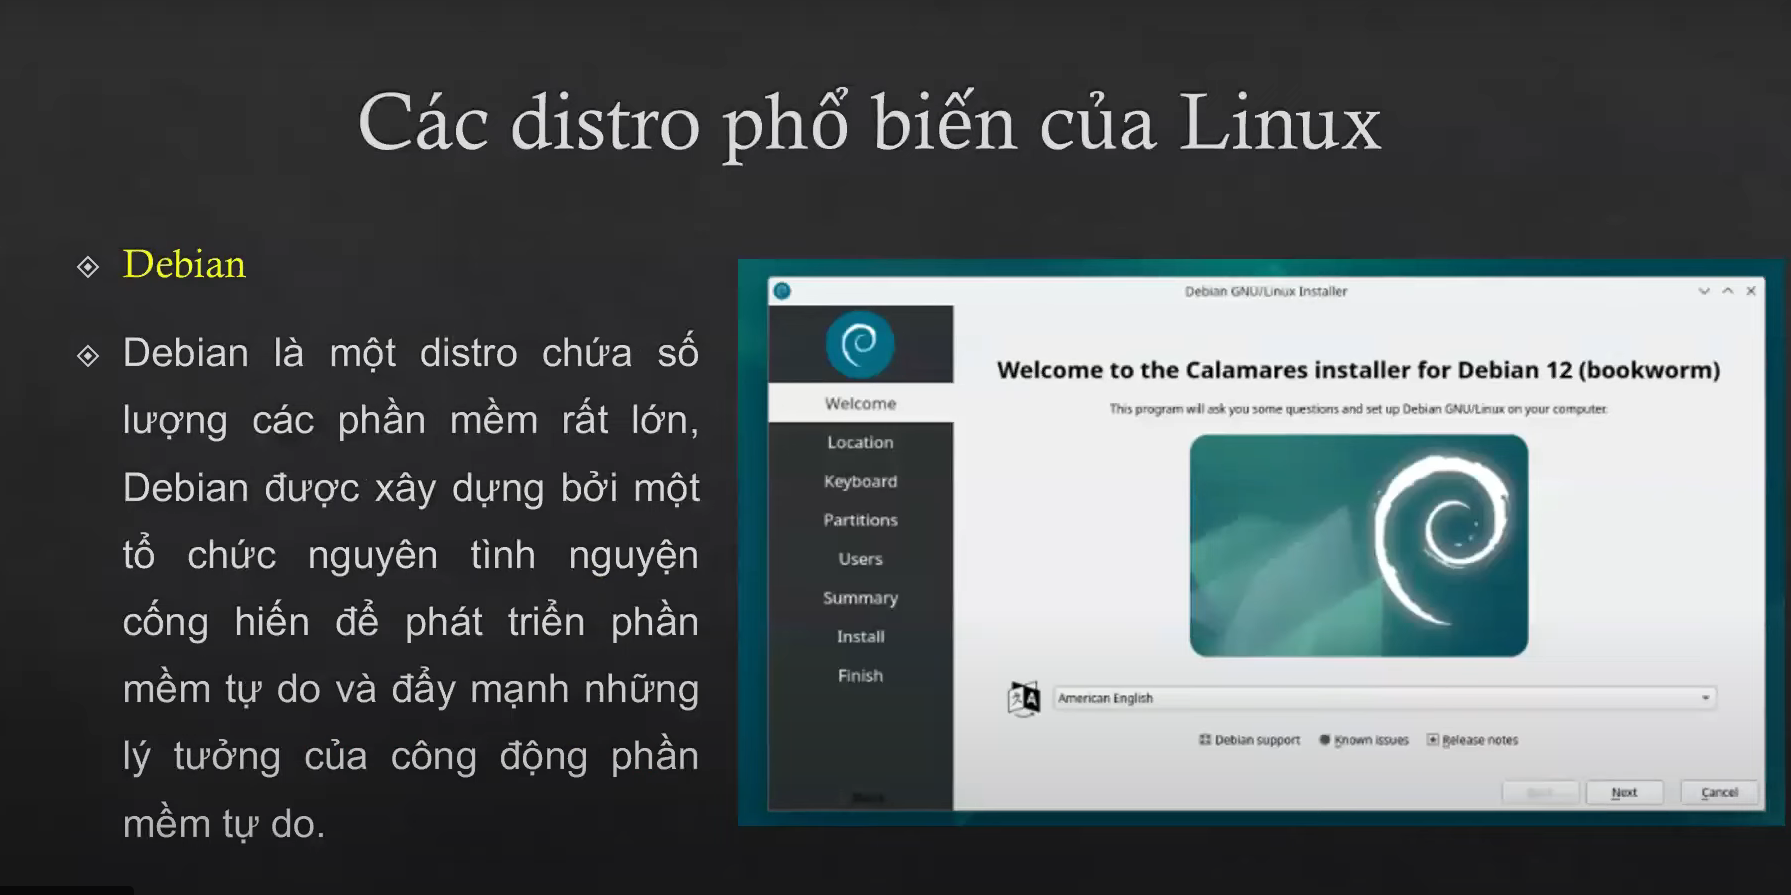 Các distro phổ biến của Linux
Debian
Debian là một distro chứa số
lượng các phần mềm rất lớn,
Debian được xây dựng bởi một
tổ chức nguyên tình nguyện
cống hiến để phát triển phần
mềm tự do và đẩy mạnh những
lý tưởng của công động phần
mềm tự do.
Debian GNU/Linux Installer
Welcome
Location
Keyboard
Partitions
Users
Summary
Install
Finish
Welcome to the Calamares installer for Debian 12 (bookworm)
This program will ask you some questions and set up Debian GNU/Linux on your computer.
American English
Debian support Known issues Release notes
Next Cancel